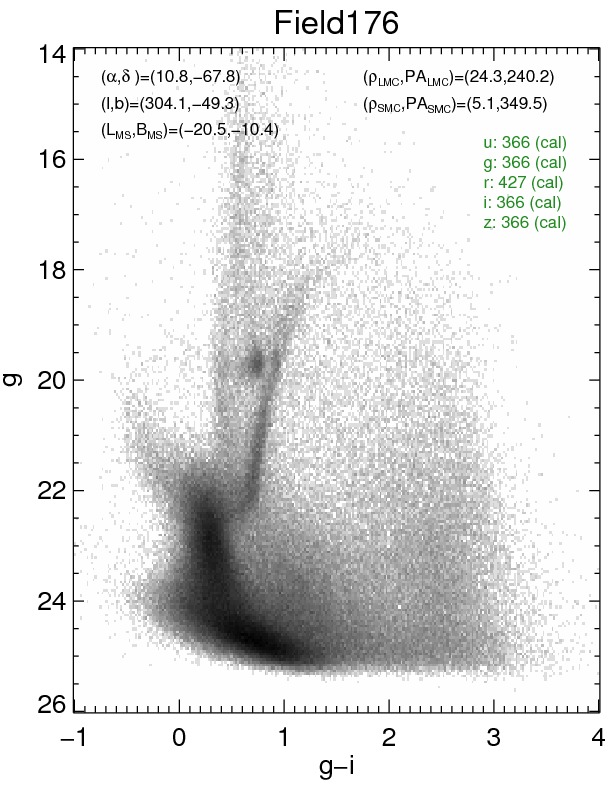 Field176
(α,δ )=(10.8,−67.8)
(ρLMC,PALMC)=(24.3,240.2)
(l,b)=(304.1,−49.3)
(ρSMC,PASMC)=(5.1,349.5)
(LMS,BMS)=(−20.5,−10.4)
u: 366 (cal)
g: 366 (cal)
r: 427 (cal)
i: 366 (cal)
z: 366 (cal)
14
16
18
20
22
24
26
g
−1 0 1 2 3 4
g−i